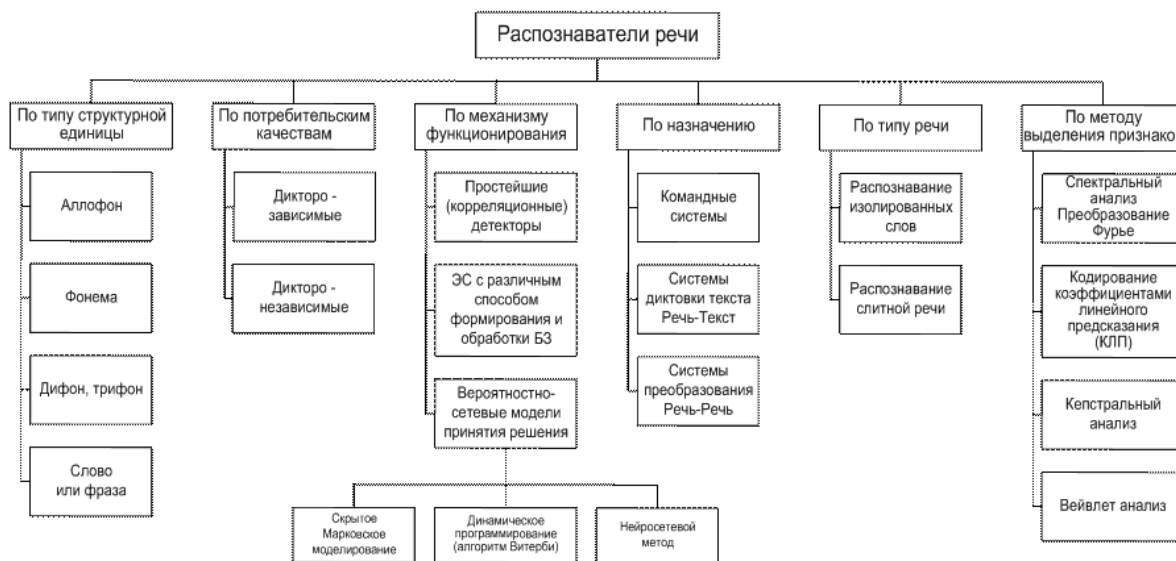 Распознаватели речи
По типу структурной
единицы
По потребительским
качествам
По механизму
функционирования
По назначению
По типу речи
По методу
выделения признако
Аллофон
Фонема
Дифон, трифон
Слово
или фраза
Дикторо -
зависимые
Дикторо -
независимые
Простейшие
(корреляционные)
детекторы
ЭС с различным
способом
формирования и
обработки БЗ
Вероятностно-
сетевые модели
принятия решения
Скрытое
Марковское
моделирование
Динамическое
программирование
(алгоритм Витерби)
Нейросетевой
метод
Командные
системы
Системы
диктовки текста
Речь-Текст
Системы
преобразования
Речь-Речь
Распознавание
изолированных
слов
Распознавание
слитной речи
Спектральный
анализ
Преобразование
Фурье
Кодирование
коэффициентами
линейного
предсказания
(КЛП)
Кепстральный
анализ
Вейвлет анализ